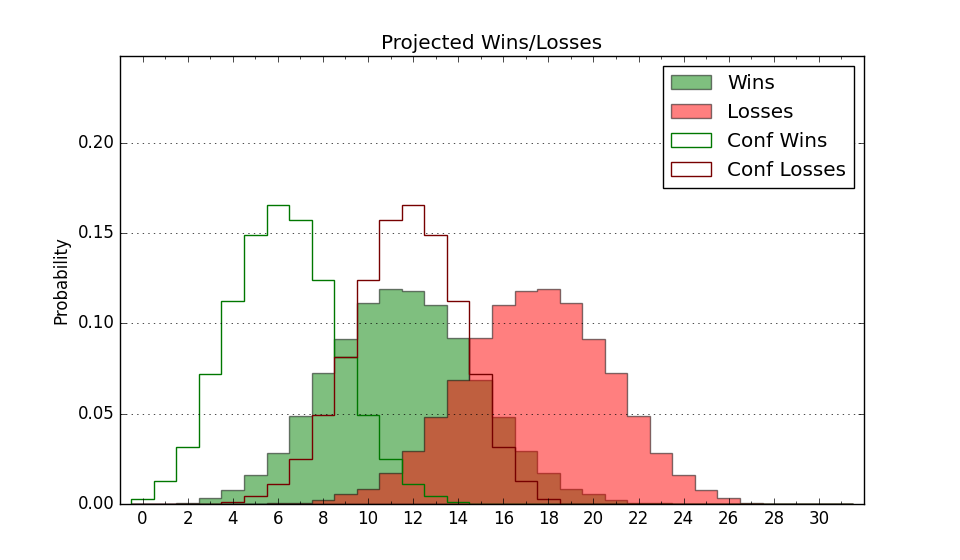 Projected Wins/Losses
Wins
Losses
Conf Wins
Conf Losses
Probability
0.20
0.15
0.10
0.05
0.00
0 2 4 6 8 10 12 14 16 18 20 22 24 26 28 30